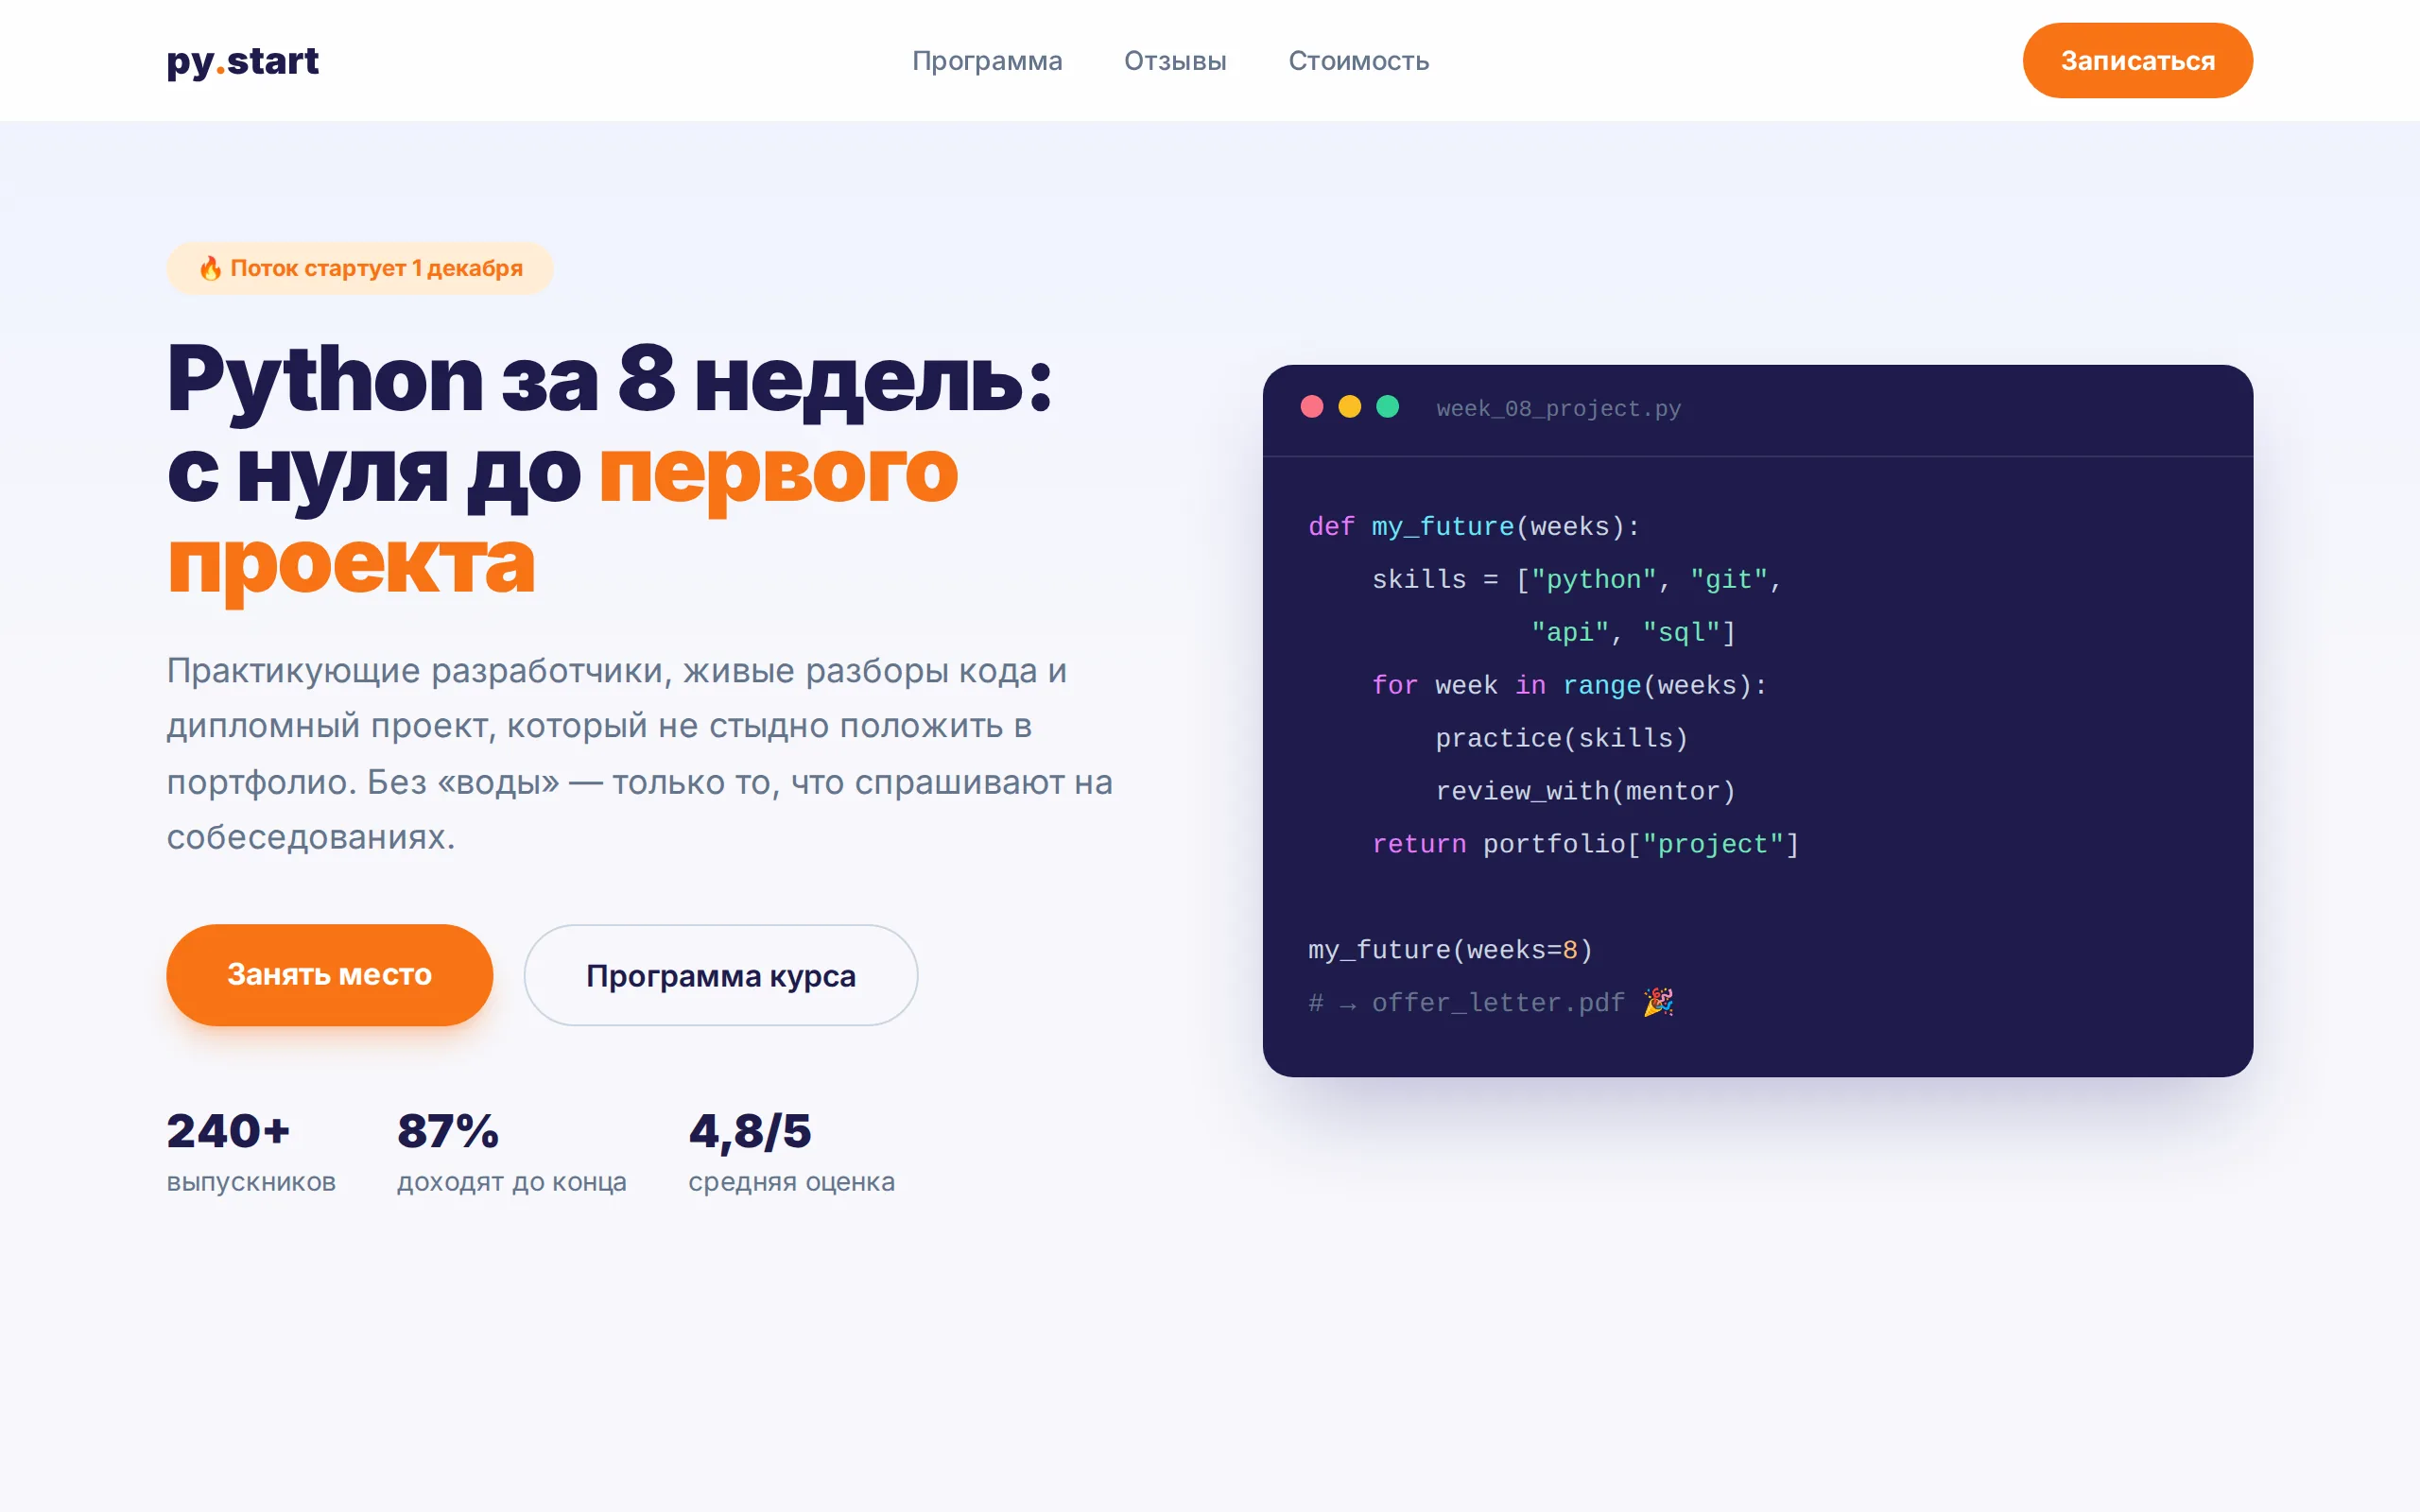 py.start
Программа
Отзывы
Стоимость
Записаться
🔥 Поток стартует 1 декабря
Python за 8 недель:
с нуля до первого
проекта
Практикующие разработчики, живые разборы кода и
дипломный проект, который не стыдно положить в
портфолио. Без «воды» — только то, что спрашивают на
собеседованиях.
Занять место
Программа курса
240+
выпускников
87%
доходят до конца
4,8/5
средняя оценка
week_08_project.py
def my_future(weeks):
    skills = ["python", "git",
              "api", "sql"]
    for week in range(weeks):
        practice(skills)
        review_with(mentor)
    return portfolio["project"]
my_future(weeks=8)
# → offer_letter.pdf 🎉